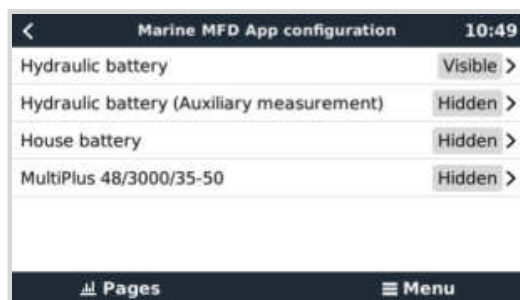 Marine MFD App configuration 10:49
Hydraulic battery Visible
Hydraulic battery (Auxiliary measurement) Hidden
House battery Hidden
MultiPlus 48/3000/35-50 Hidden
Pages Menu